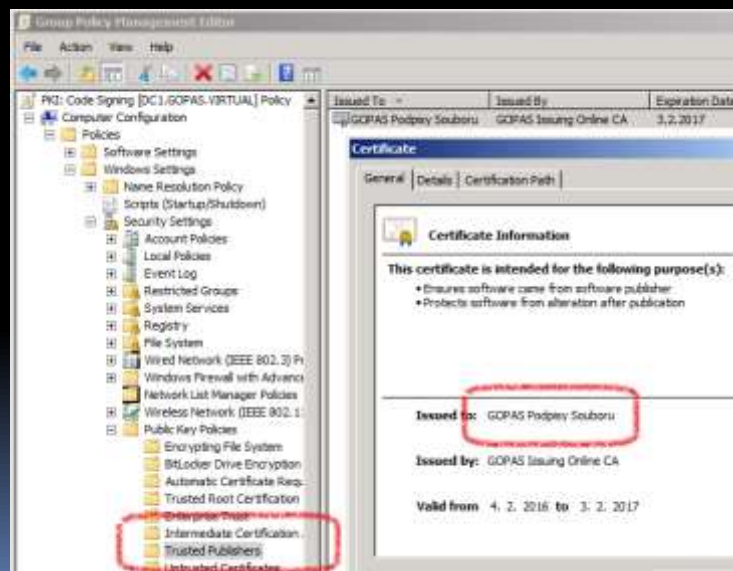 Group Policy Management Editor
File Action View Help
PKI: Code Signing [DC1.GOPAS.VIRTUAL] Policy
Computer Configuration
Policies
Software Settings
Windows Settings
Name Resolution Policy
Scripts (Startup/Shutdown)
Security Settings
Account Policies
Local Policies
Event Log
Restricted Groups
System Services
Registry
File System
Wired Network (IEEE 802.3) P
Windows Firewall with Advanc
Network List Manager Policies
Wireless Network (IEEE 802.1
Public Key Policies
Encrypting File System
BitLocker Drive Encryption
Automatic Certificate Req
Trusted Root Certification
Enterprise Trust
Intermediate Certification
Trusted Publishers
Untrusted Certificates
Issued To Issued By Expiration Date
GOPAS Podpisy Souboru GOPAS Issuing Online CA 3.2.2017
Certificate
General Details Certification Path
Certificate Information
This certificate is intended for the following purpose(s):
• Ensures software came from software publisher
• Protects software from alteration after publication
Issued to: GOPAS Podpisy Souboru
Issued by: GOPAS Issuing Online CA
Valid from 4. 2. 2016 to 3. 2. 2017